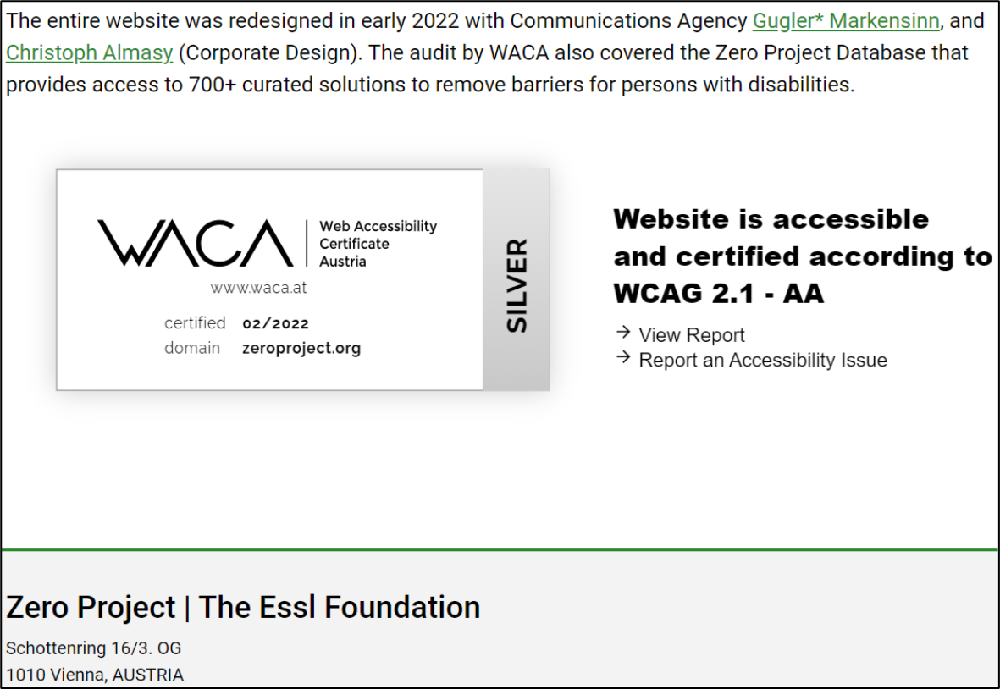 The entire website was redesigned in early 2022 with Communications Agency Gugler* Markensinn, and
Christoph Almasy (Corporate Design). The audit by WACA also covered the Zero Project Database that
provides access to 700+ curated solutions to remove barriers for persons with disabilities.
WACA
Web Accessibility
Certificate
Austria
www.waca.at
certified 02/2022
domain zeroproject.org
SILVER
Website is accessible
and certified according to
WCAG 2.1 - AA
→ View Report
→ Report an Accessibility Issue
Zero Project | The Essl Foundation
Schottenring 16/3. OG
1010 Vienna, AUSTRIA